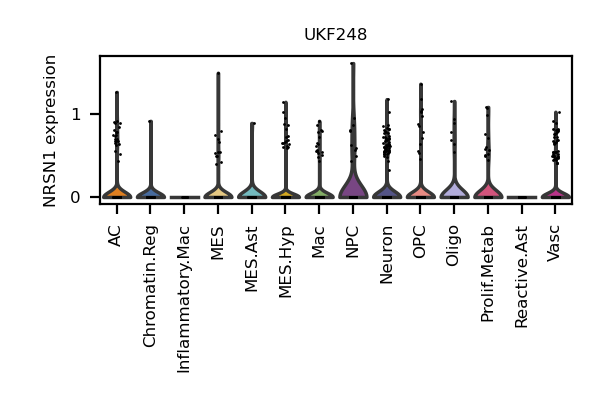 UKF248
NRSN1 expression
1
0
AC
Chromatin.Reg
Inflammatory.Mac
MES
MES.Ast
MES.Hyp
Mac
NPC
Neuron
OPC
Oligo
Prolif.Metab
Reactive.Ast
Vasc